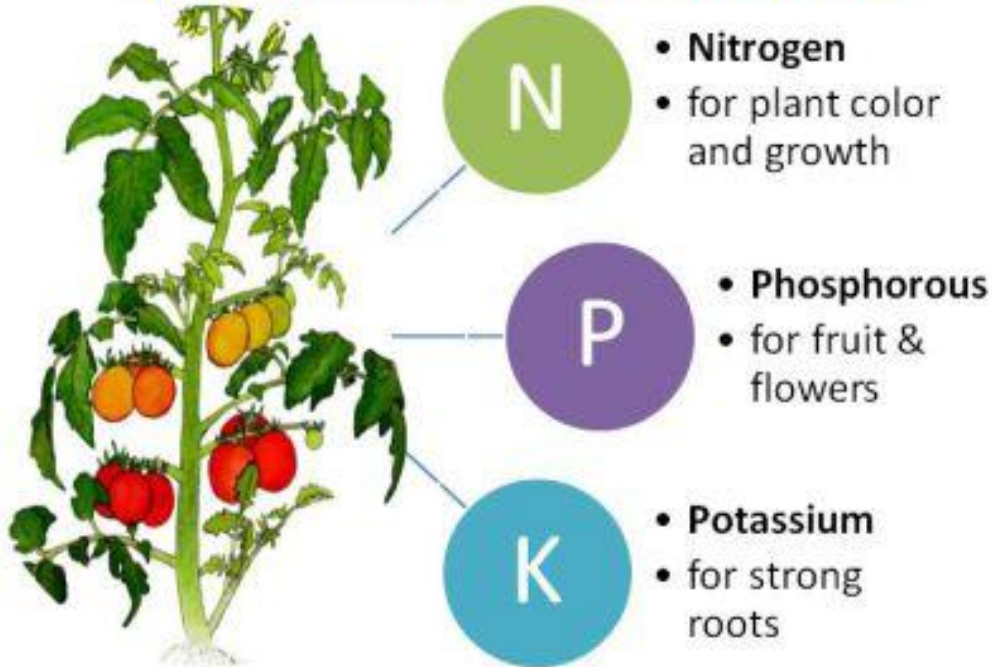 N
• Nitrogen
• for plant color
and growth
P
• Phosphorous
• for fruit &
flowers
K
• Potassium
• for strong
roots